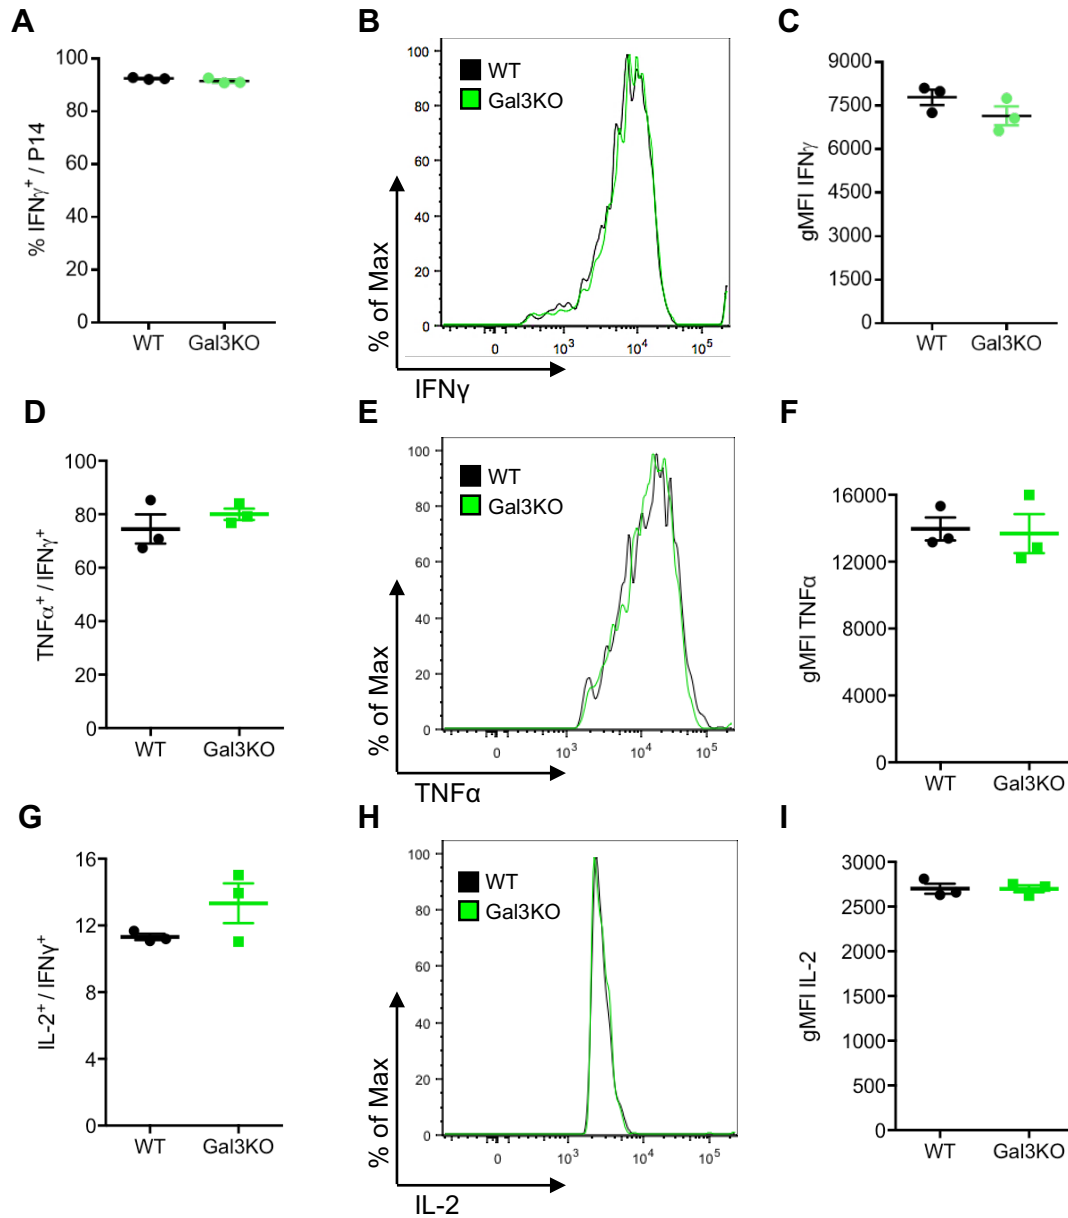 A
B
C
100
80
60
40
20
0
% IFNγ⁺ / P14
WT
Gal3KO
WT
Gal3KO
100
80
60
40
20
0
% of Max
0
10³
10⁴
10⁵
IFNγ
9000
7500
6000
4500
3000
1500
0
gMFI IFNγ
WT
Gal3KO
D
E
F
100
80
60
40
20
0
TNFα⁺ / IFNγ⁺
WT
Gal3KO
WT
Gal3KO
100
80
60
40
20
0
% of Max
0
10³
10⁴
10⁵
TNFα
16000
12000
8000
4000
0
gMFI TNFα
WT
Gal3KO
G
H
I
16
12
8
4
0
IL-2⁺ / IFNγ⁺
WT
Gal3KO
WT
Gal3KO
100
80
60
40
20
0
% of Max
0
10³
10⁴
10⁵
IL-2
3000
2500
2000
1500
1000
500
0
gMFI IL-2
WT
Gal3KO